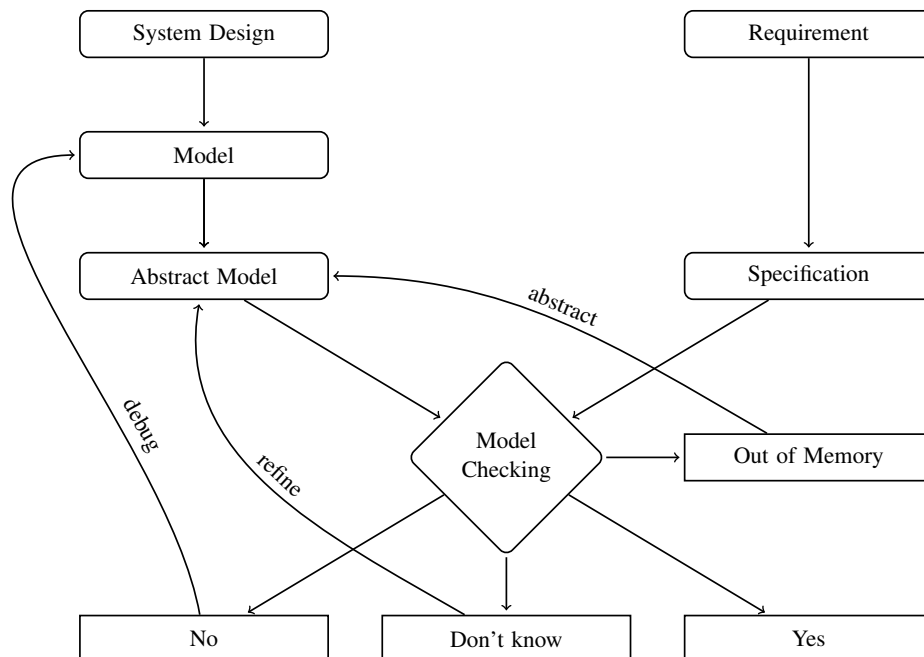 System Design
Requirement
Model
Abstract Model
Specification
abstract
debug
refine
Model
Checking
Out of Memory
No
Don't know
Yes